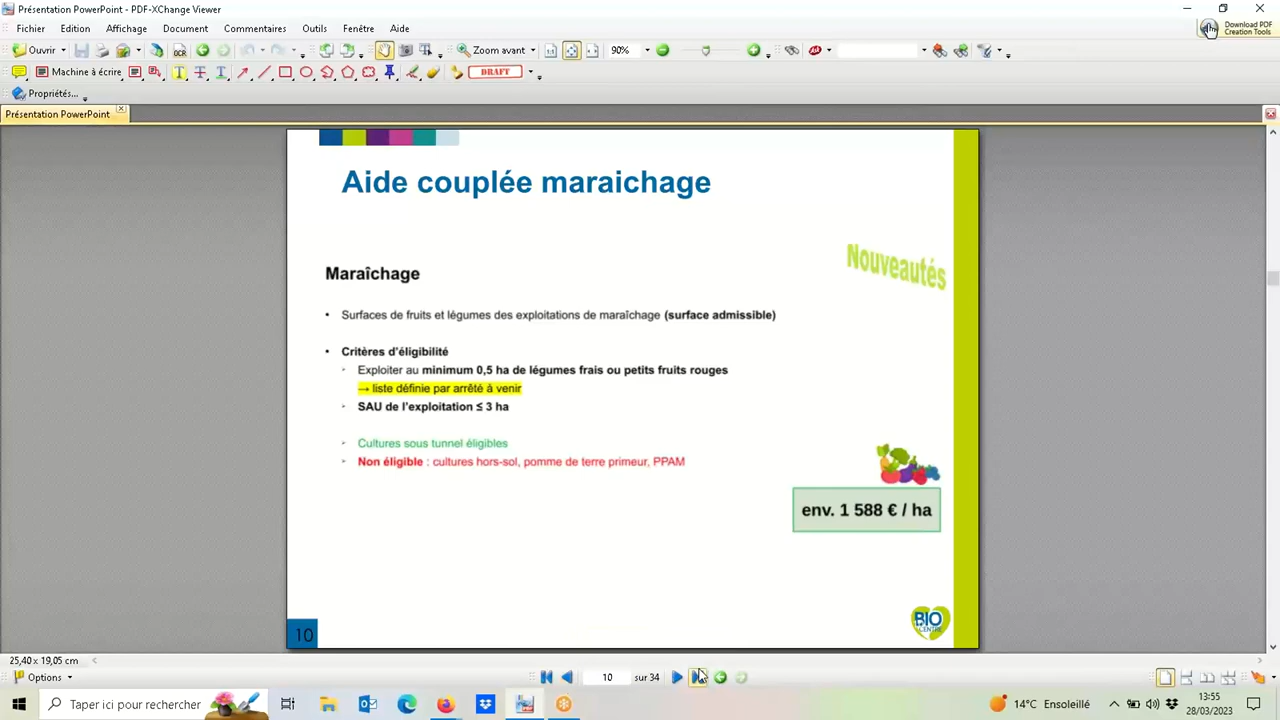 Présentation PowerPoint - PDF-XChange Viewer
Fichier Edition Affichage Document Commentaires Outils Fenêtre Aide
Download PDF
Creation Tools
Ouvrir OCR Zoom avant 90%
Machine à écrire DRAFT
Propriétés...
Présentation PowerPoint
Aide couplée maraichage
Nouveautés
Maraîchage
• Surfaces de fruits et légumes des exploitations de maraîchage (surface admissible)
• Critères d'éligibilité
Exploiter au minimum 0,5 ha de légumes frais ou petits fruits rouges
→ liste définie par arrêté à venir
SAU de l'exploitation ≤ 3 ha
Cultures sous tunnel éligibles
Non éligible : cultures hors-sol, pomme de terre primeur, PPAM
env. 1 588 € / ha
BIO
CENTRE
10
25,40 x 19,05 cm
Options 10 sur 34
Taper ici pour rechercher
14°C Ensoleillé
13:55
28/03/2023